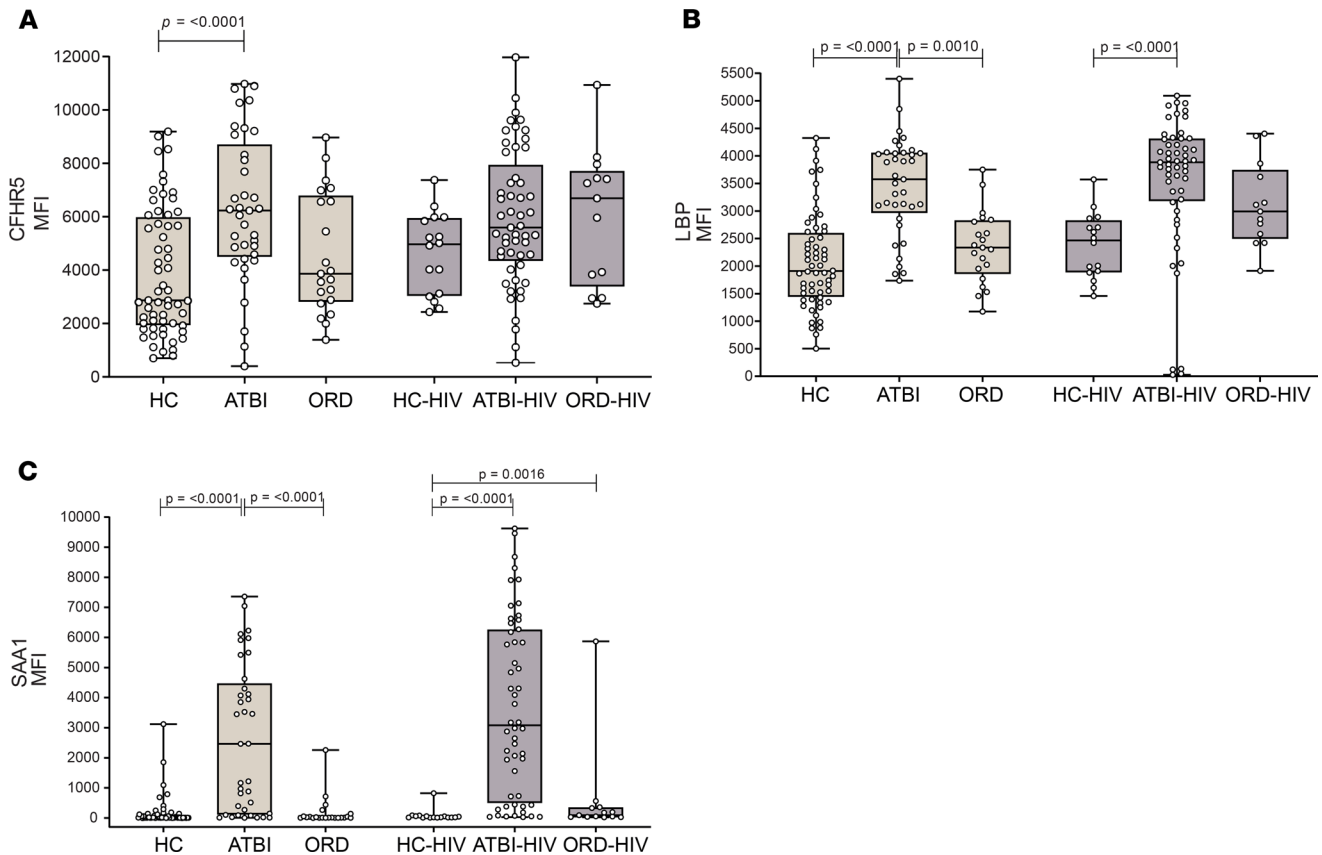 A
p = <0.0001
12000
10000
8000
6000
4000
2000
0
CFHR5
MFI
HC ATBI ORD HC-HIV ATBI-HIV ORD-HIV
B
p = <0.0001 p = 0.0010 p = <0.0001
5500
5000
4500
4000
3500
3000
2500
2000
1500
1000
500
0
LBP
MFI
HC ATBI ORD HC-HIV ATBI-HIV ORD-HIV
C
p = 0.0016
p = <0.0001 p = <0.0001 p = <0.0001
10000
9000
8000
7000
6000
5000
4000
3000
2000
1000
0
SAA1
MFI
HC ATBI ORD HC-HIV ATBI-HIV ORD-HIV